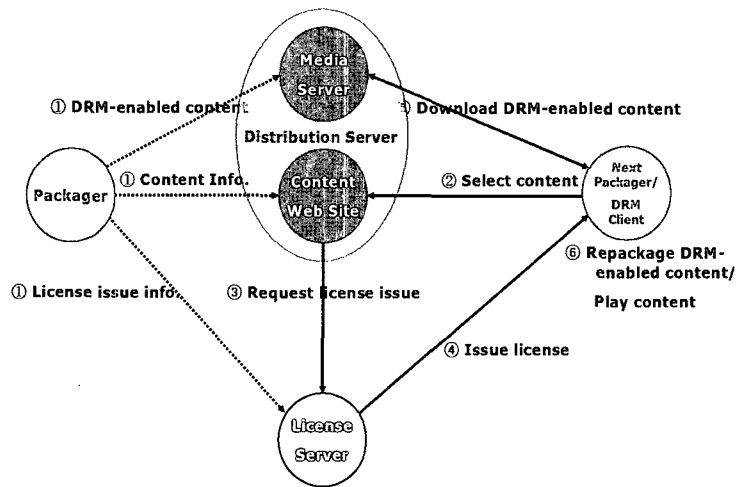 Media
Server
① DRM-enabled content
Download DRM-enabled content
Distribution Server
Packager
① Content Info.
Content
Web Site
② Select content
Next
Packager/
DRM
Client
⑥ Repackage DRM-
enabled content/
Play content
① License issue info.
③ Request license issue
④ Issue license
License
Server